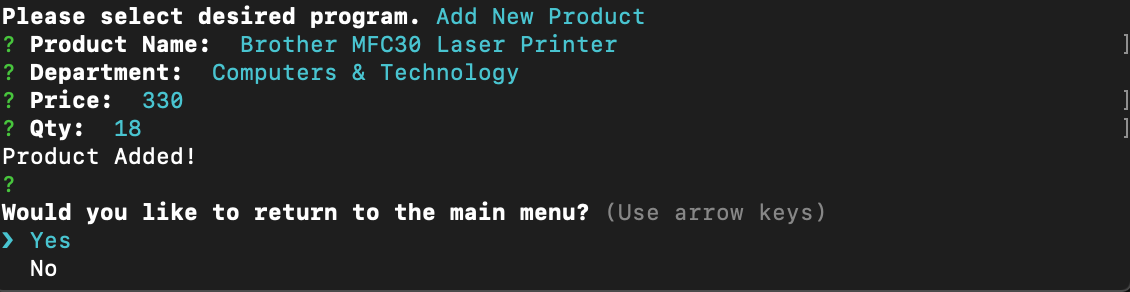 Please select desired program. Add New Product
? Product Name:  Brother MFC30 Laser Printer ]
? Department:  Computers & Technology
? Price:  330 ]
? Qty:  18 ]
Product Added!
?
Would you like to return to the main menu? (Use arrow keys)
❯ Yes
  No